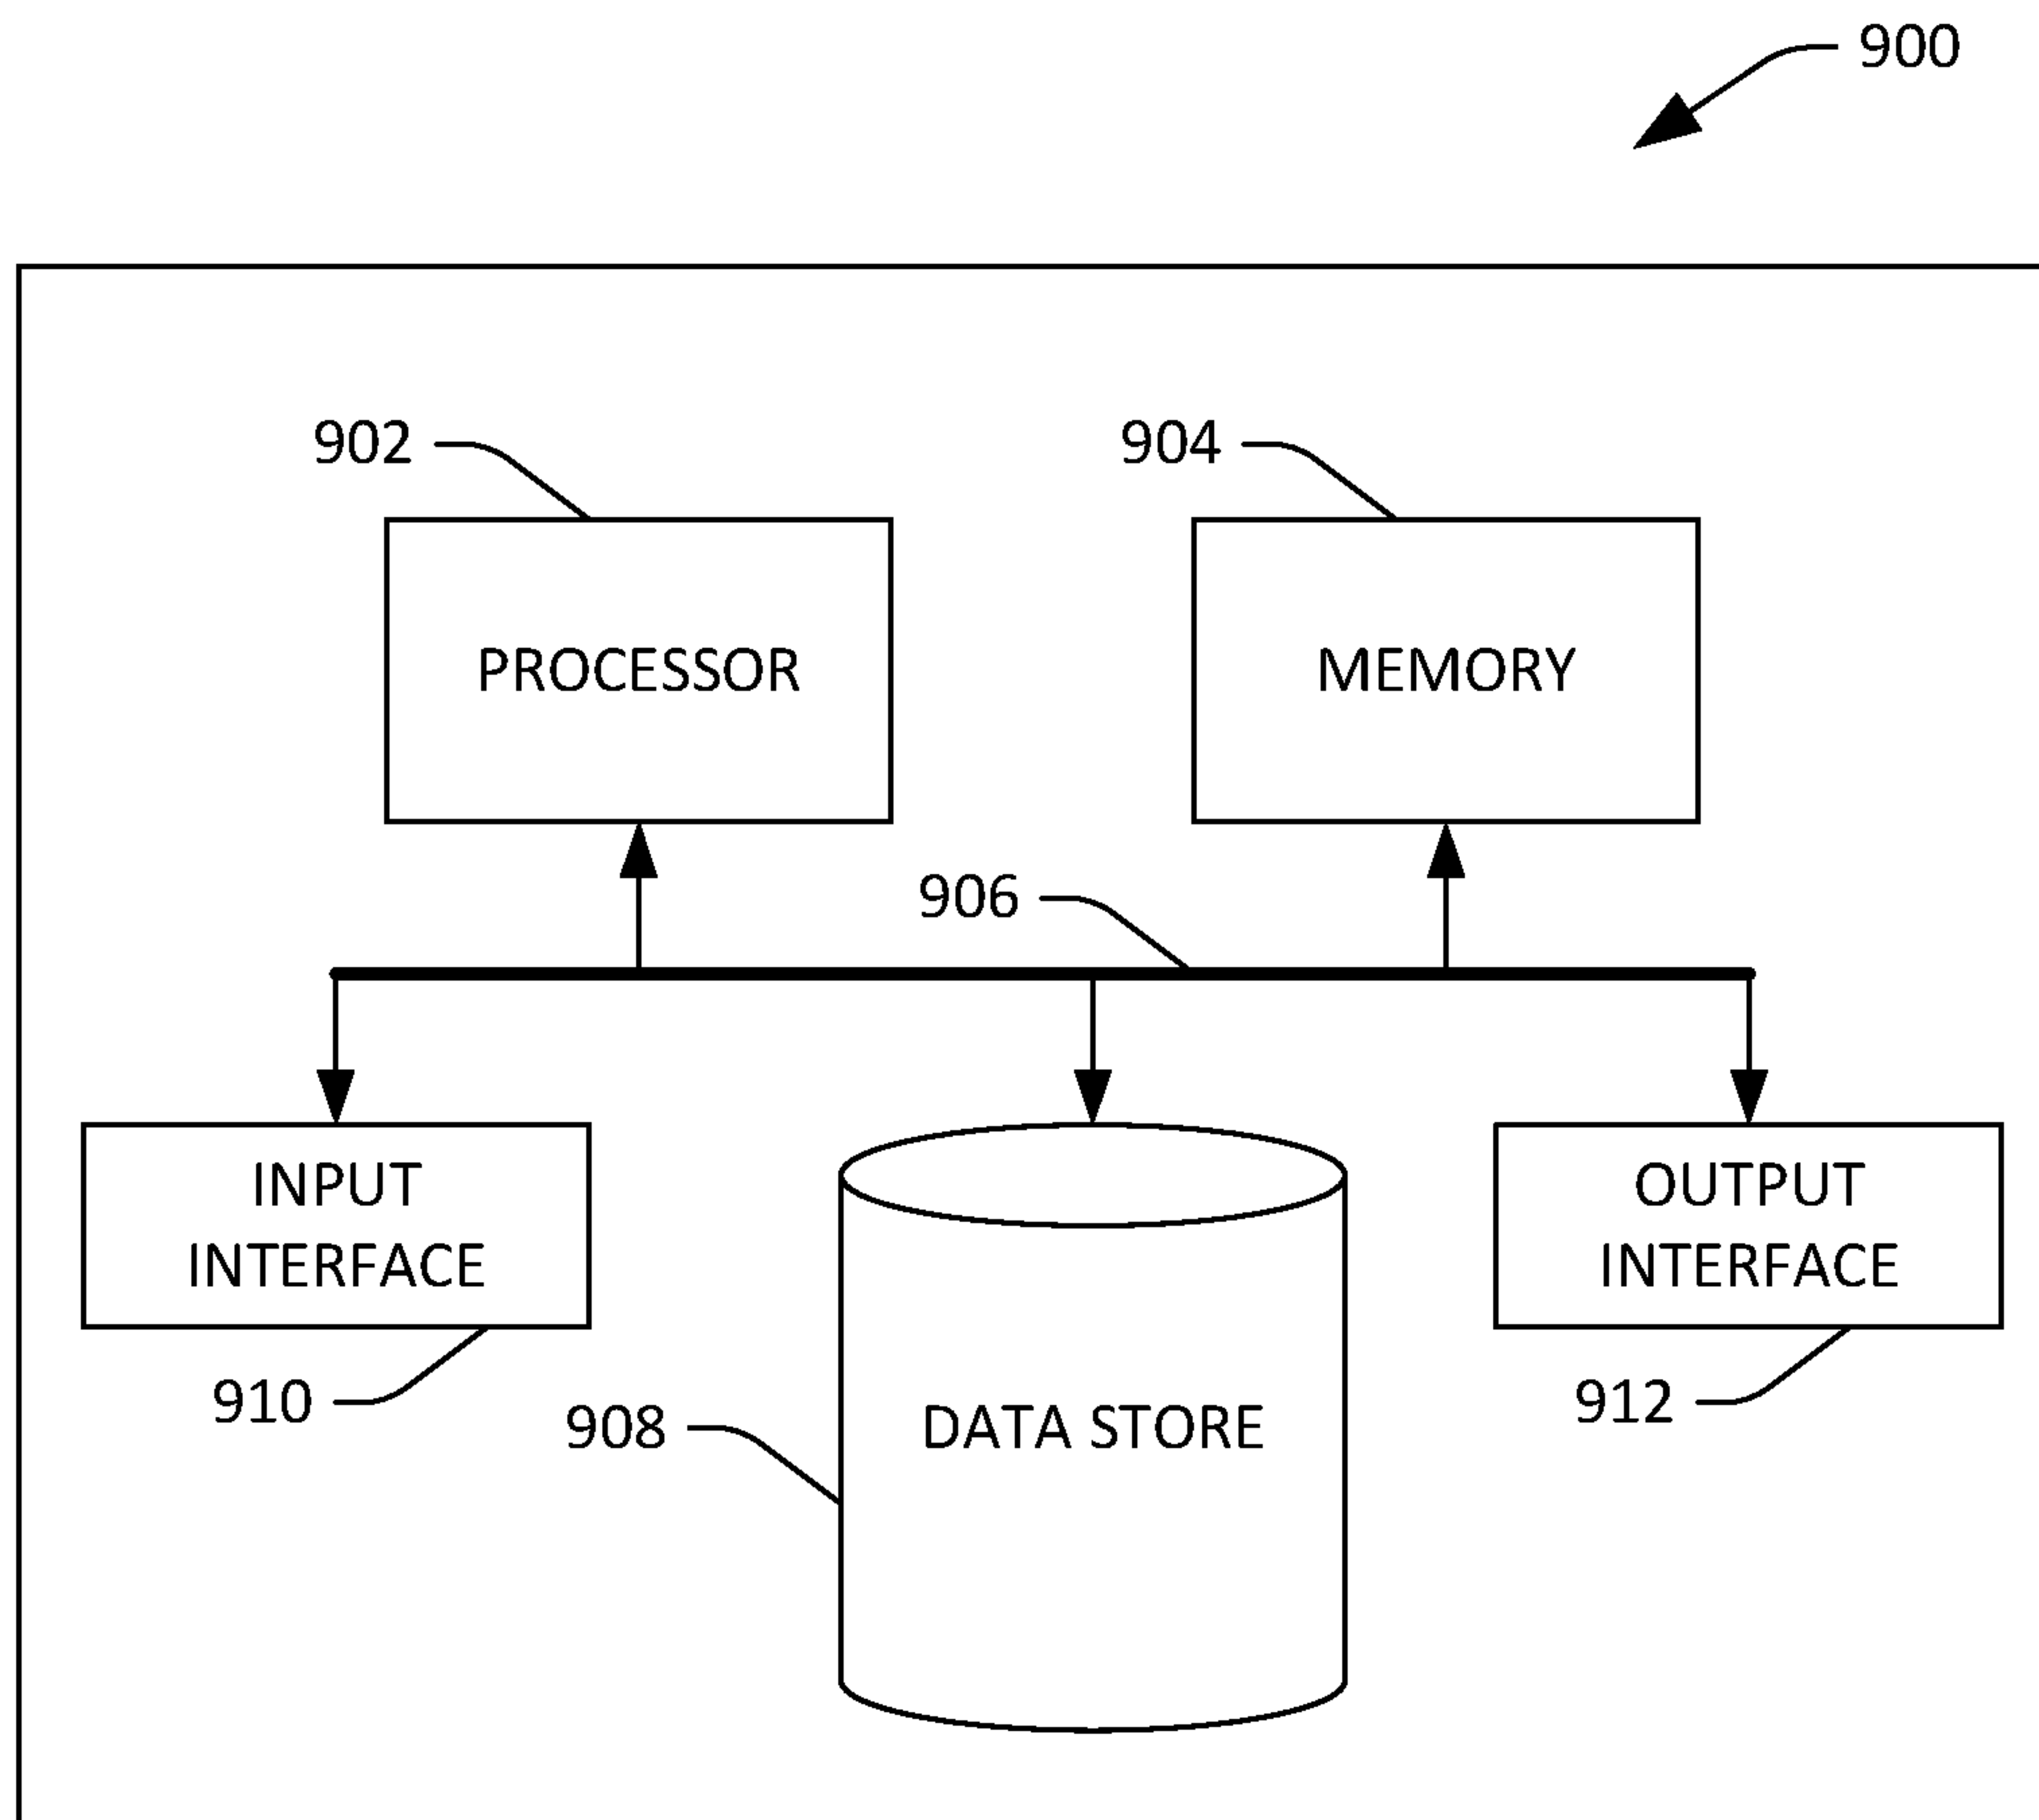 900
902
904
PROCESSOR
MEMORY
906
INPUT
INTERFACE
OUTPUT
INTERFACE
910
908
DATA STORE
912